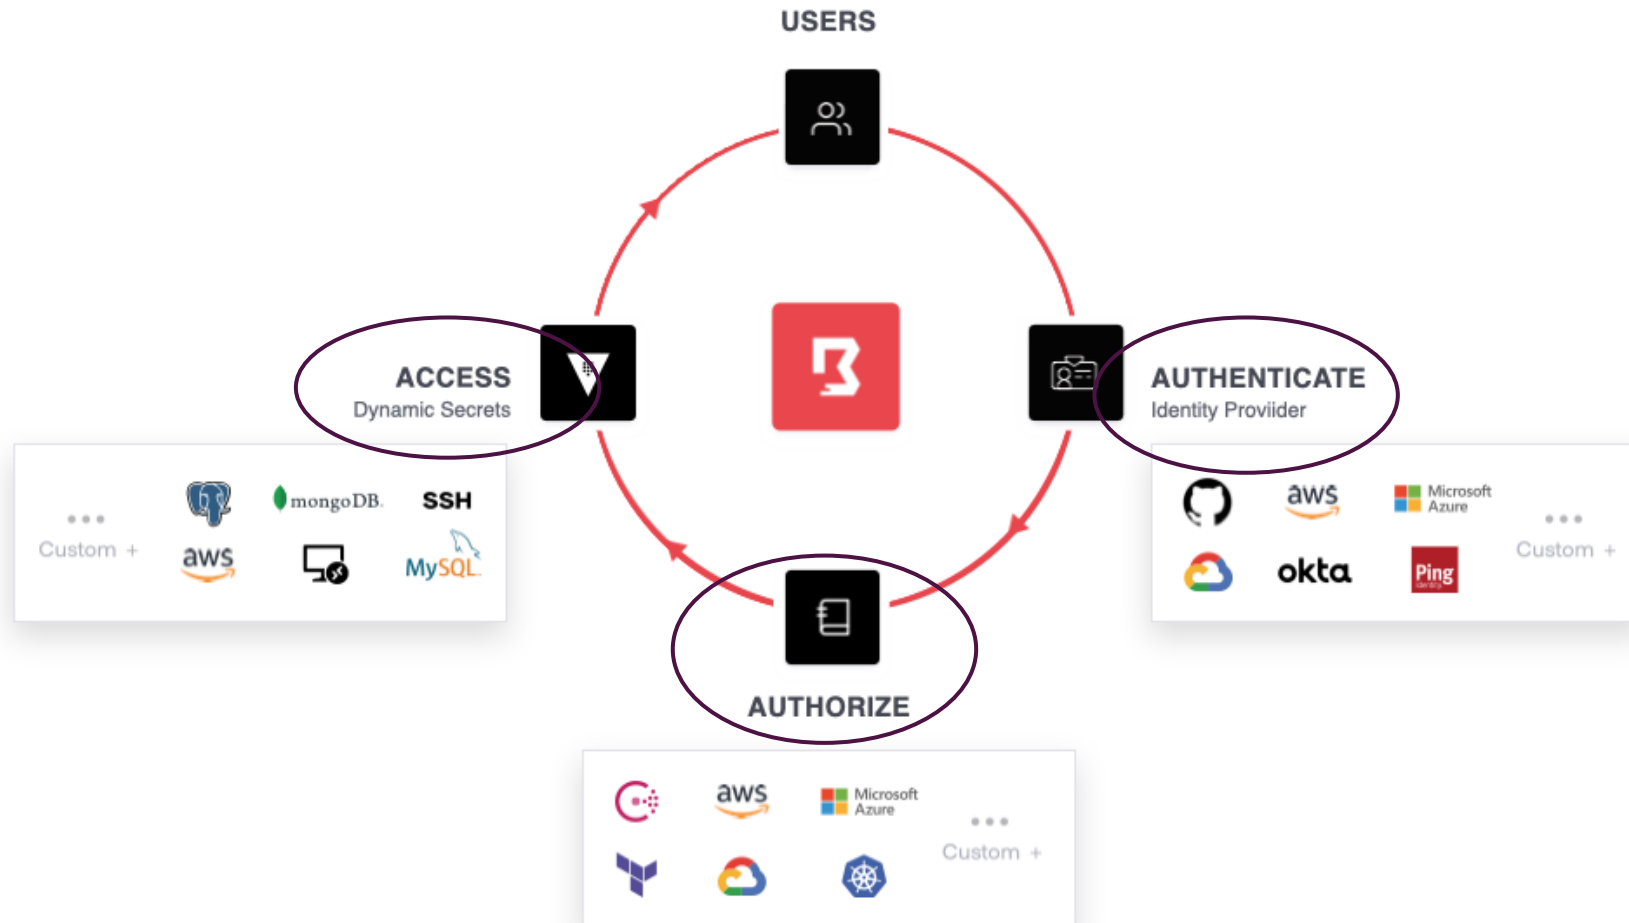 USERS
ACCESS
Dynamic Secrets
AUTHENTICATE
Identity Proviider
Custom +
mongoDB.
SSH
aws
MySQL.
aws
Microsoft
Azure
okta
Ping
Identity
Custom +
AUTHORIZE
aws
Microsoft
Azure
Custom +